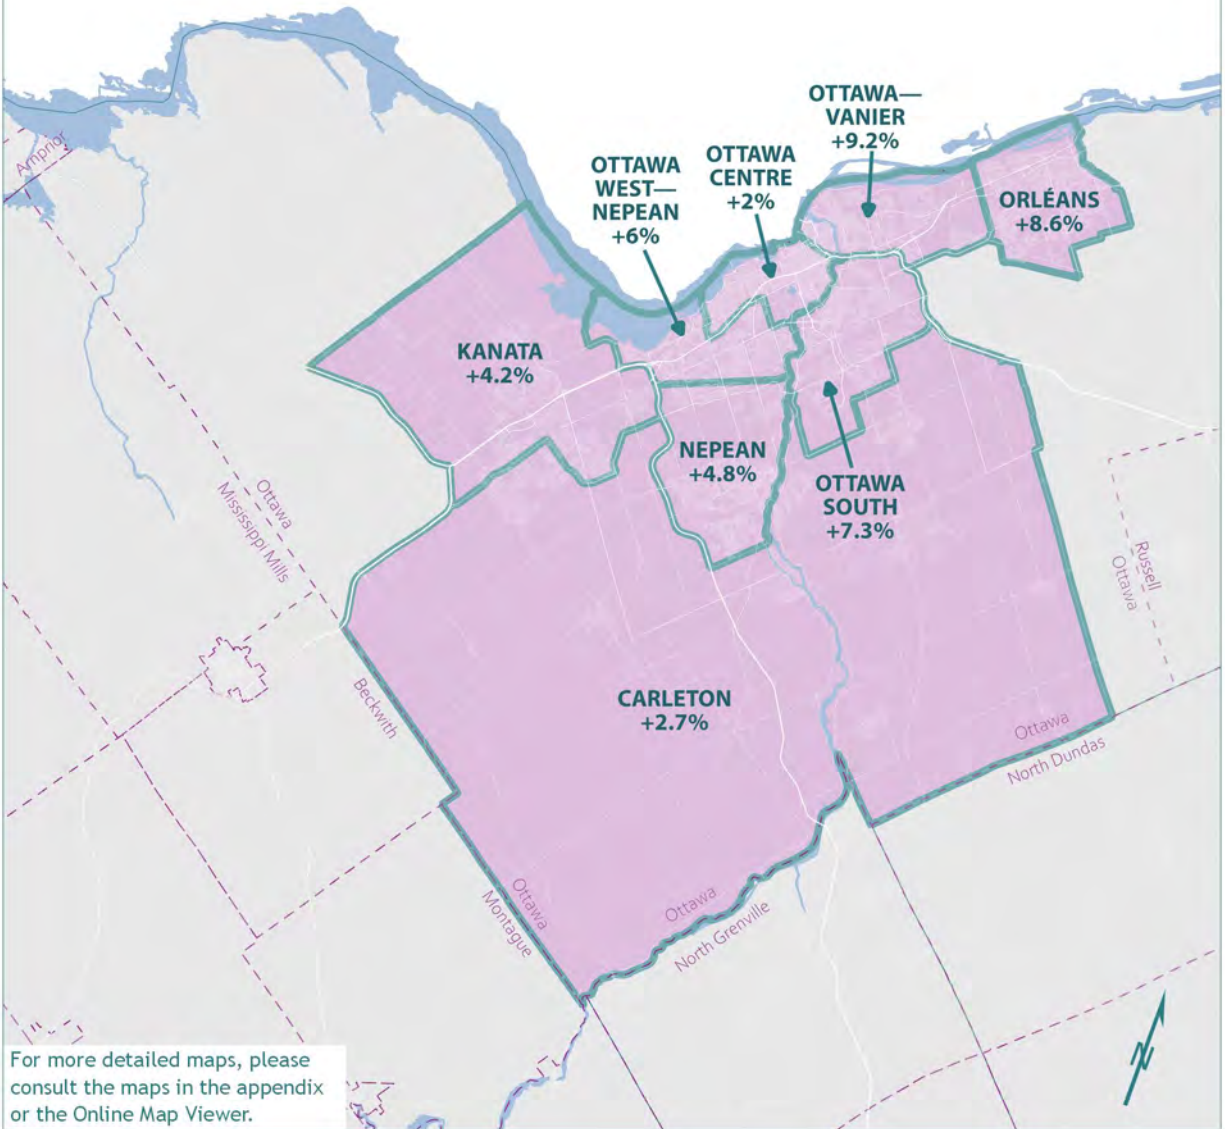 OTTAWA—
VANIER
+9.2%
OTTAWA
CENTRE
+2%
OTTAWA
WEST—
NEPEAN
+6%
ORLÉANS
+8.6%
Arnprior
KANATA
+4.2%
NEPEAN
+4.8%
OTTAWA
SOUTH
+7.3%
Ottawa
Mississippi Mills
Russell
Ottawa
CARLETON
+2.7%
Beckwith
Ottawa
North Dundas
Ottawa
Montague
Ottawa
North Grenville
For more detailed maps, please
consult the maps in the appendix
or the Online Map Viewer.
N